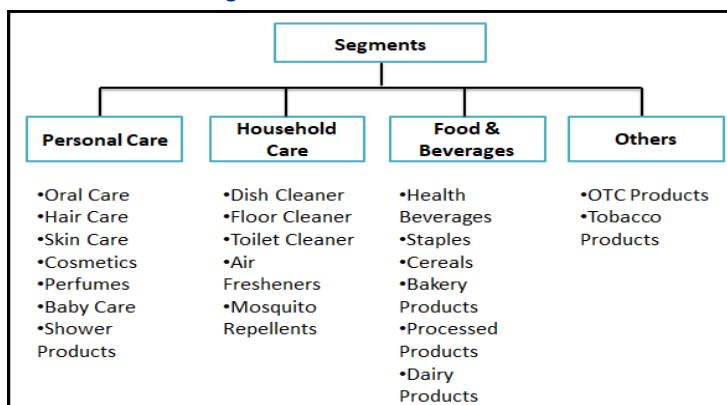 Segments
Personal Care
Household
Care
Food &
Beverages
Others
•Oral Care
•Hair Care
•Skin Care
•Cosmetics
•Perfumes
•Baby Care
•Shower
Products
•Dish Cleaner
•Floor Cleaner
•Toilet Cleaner
•Air
Fresheners
•Mosquito
Repellents
•Health
Beverages
•Staples
•Cereals
•Bakery
Products
•Processed
Products
•Dairy
Products
•OTC Products
•Tobacco
Products